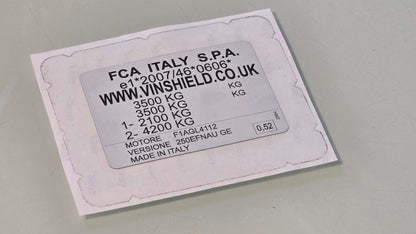 FCA ITALY S.P.A.
e1*2007/46*0606*
WWW.VINSHIELD.CO.UK
3500 KG KG
3500 KG KG
1- 2100 KG
2- 4200 KG
MOTORE F1AGL4112
VERSIONE 250EFNAU GE 0.52
MADE IN ITALY